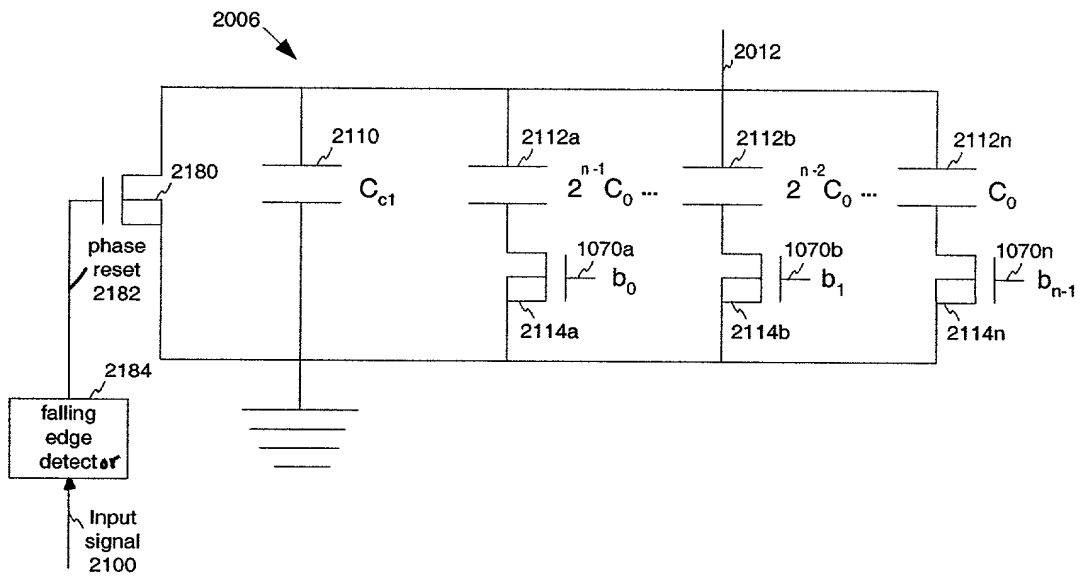 2006
2012
2110
2112a
2112b
2112n
2180
C_c1
2^n-1 C_0 ...
2^n-2 C_0 ...
C_0
phase
reset
2182
1070a
1070b
1070n
b_0
b_1
b_n-1
2114a
2114b
2114n
2184
falling
edge
detector
Input
signal
2100